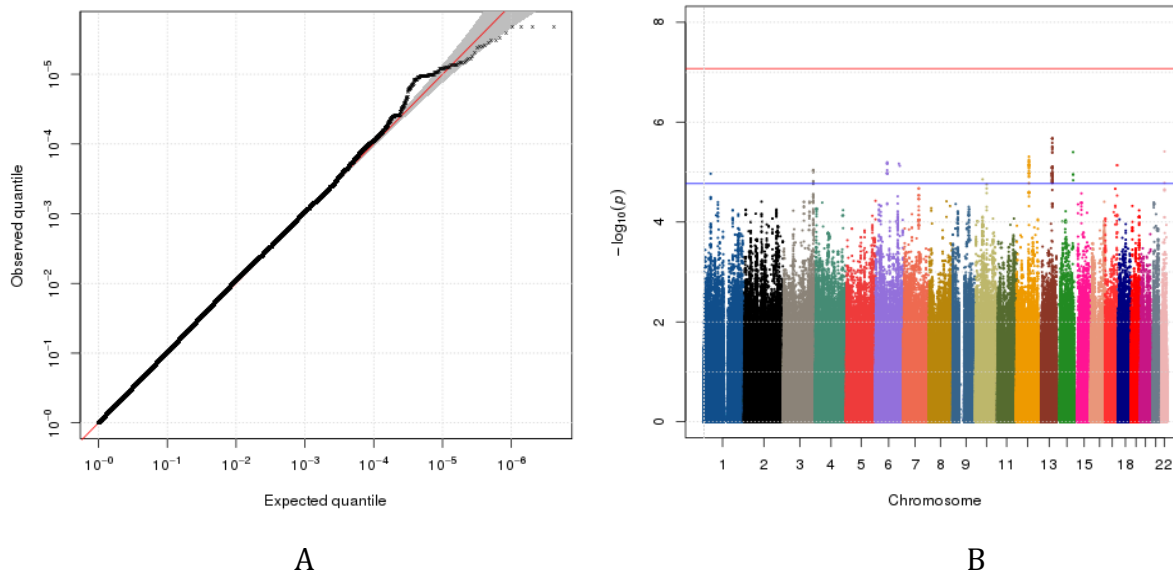 Observed quantile
10^-5
10^-4
10^-3
10^-2
10^-1
10^-0
10^-0 10^-1 10^-2 10^-3 10^-4 10^-5 10^-6
Expected quantile
A
−log10(p)
8
6
4
2
0
1 2 3 4 5 6 7 8 9 11 13 15 18 22
Chromosome
B